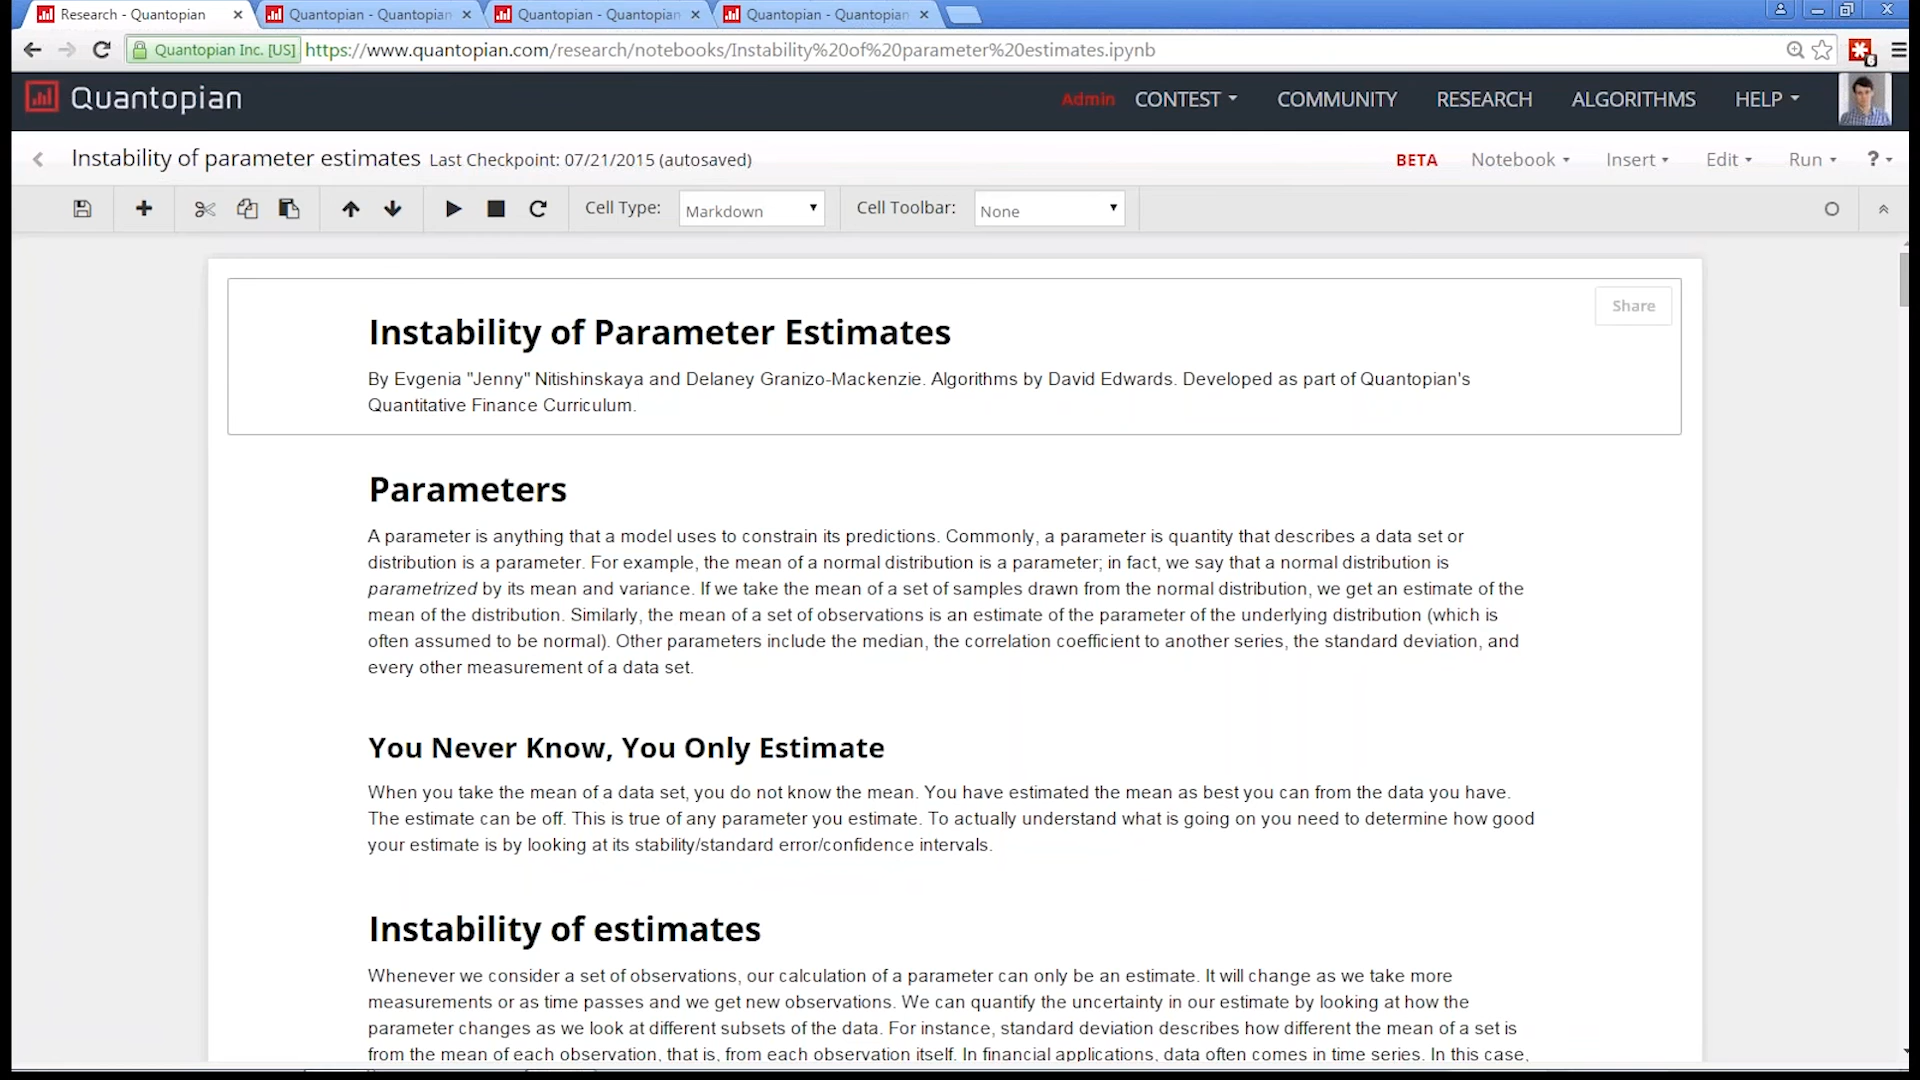 Research - Quantopian
Quantopian - Quantopian
Quantopian - Quantopian
Quantopian - Quantopian
Quantopian Inc. [US] https://www.quantopian.com/research/notebooks/Instability%20of%20parameter%20estimates.ipynb
Quantopian Admin CONTEST COMMUNITY RESEARCH ALGORITHMS HELP
Instability of parameter estimates Last Checkpoint: 07/21/2015 (autosaved) BETA Notebook Insert Edit Run ?
Cell Type: Markdown Cell Toolbar: None
Share
Instability of Parameter Estimates
By Evgenia "Jenny" Nitishinskaya and Delaney Granizo-Mackenzie. Algorithms by David Edwards. Developed as part of Quantopian's
Quantitative Finance Curriculum.
Parameters
A parameter is anything that a model uses to constrain its predictions. Commonly, a parameter is quantity that describes a data set or
distribution is a parameter. For example, the mean of a normal distribution is a parameter; in fact, we say that a normal distribution is
parametrized by its mean and variance. If we take the mean of a set of samples drawn from the normal distribution, we get an estimate of the
mean of the distribution. Similarly, the mean of a set of observations is an estimate of the parameter of the underlying distribution (which is
often assumed to be normal). Other parameters include the median, the correlation coefficient to another series, the standard deviation, and
every other measurement of a data set.
You Never Know, You Only Estimate
When you take the mean of a data set, you do not know the mean. You have estimated the mean as best you can from the data you have.
The estimate can be off. This is true of any parameter you estimate. To actually understand what is going on you need to determine how good
your estimate is by looking at its stability/standard error/confidence intervals.
Instability of estimates
Whenever we consider a set of observations, our calculation of a parameter can only be an estimate. It will change as we take more
measurements or as time passes and we get new observations. We can quantify the uncertainty in our estimate by looking at how the
parameter changes as we look at different subsets of the data. For instance, standard deviation describes how different the mean of a set is
from the mean of each observation, that is, from each observation itself. In financial applications, data often comes in time series. In this case,